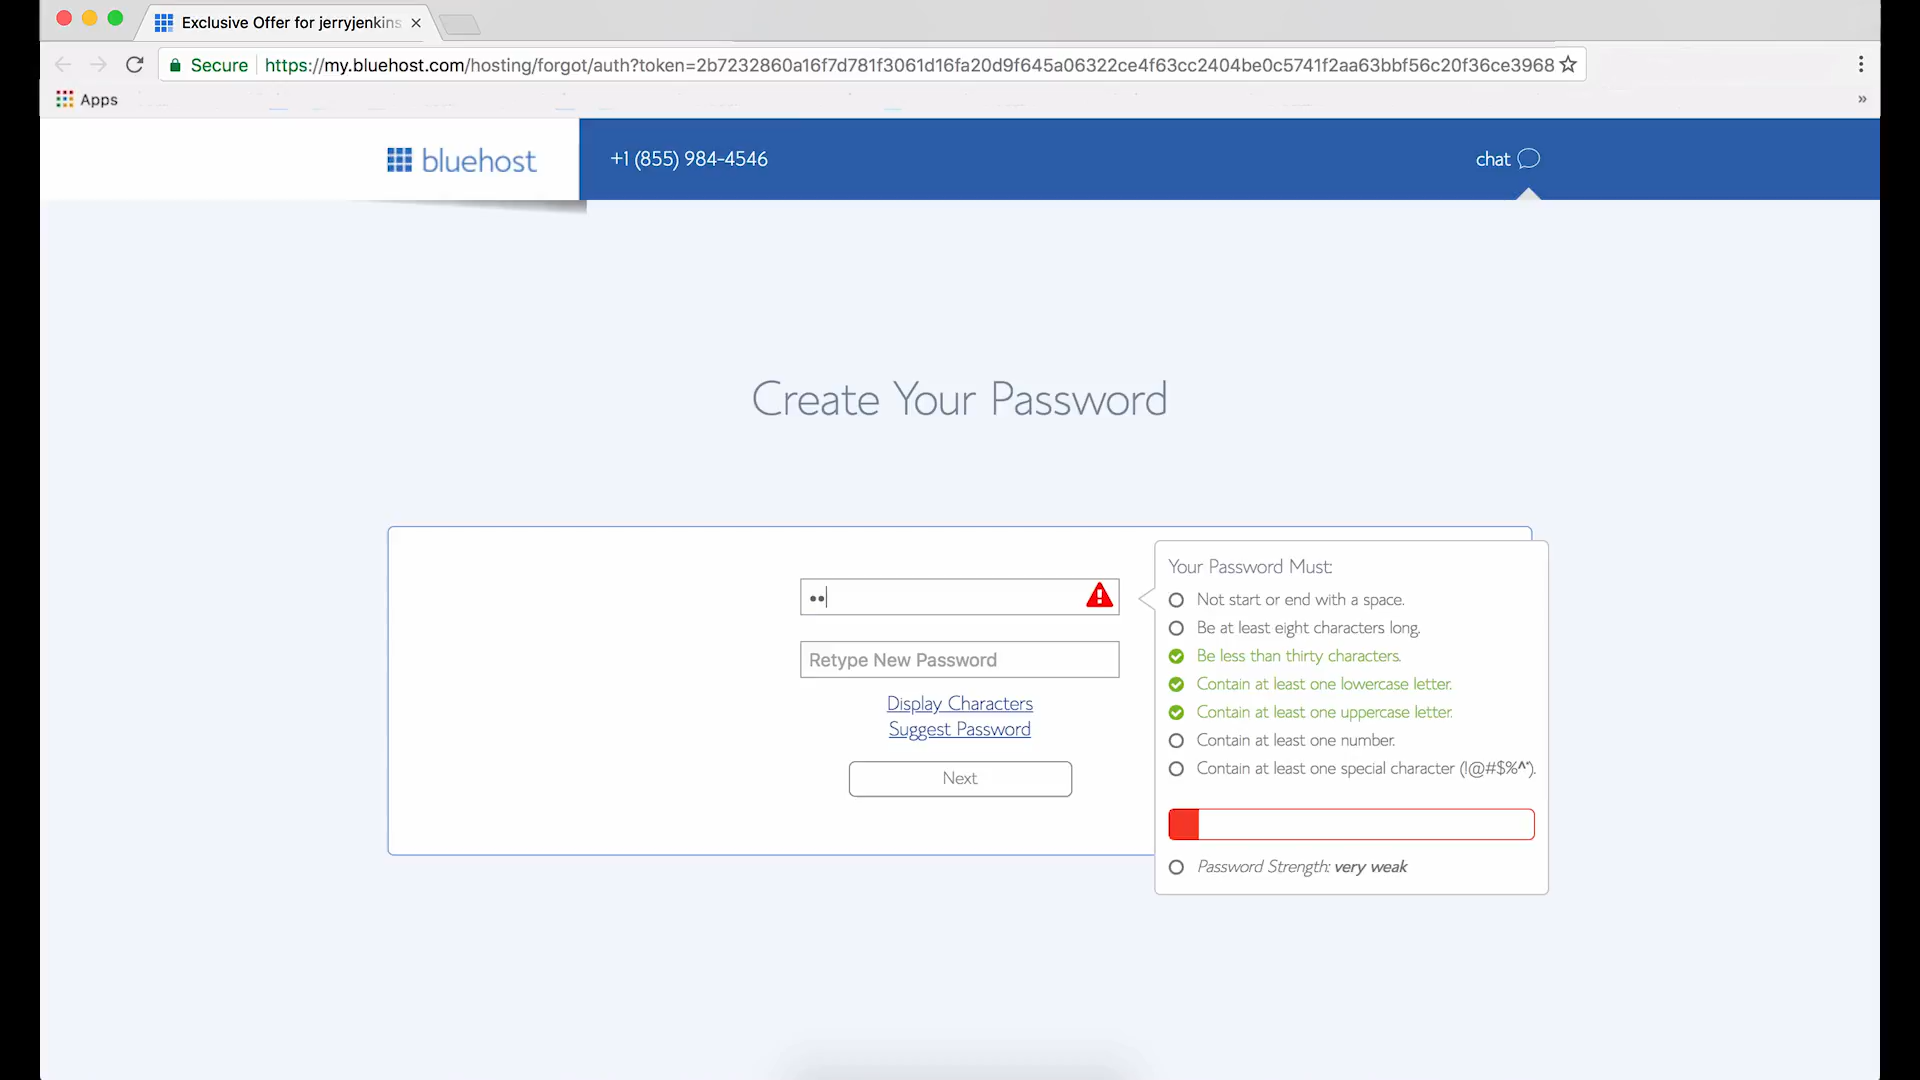 Exclusive Offer for jerryjenkins
Secure https://my.bluehost.com/hosting/forgot/auth?token=2b7232860a16f7d781f3061d16fa20d9f645a06322ce4f63cc2404be0c5741f2aa63bbf56c20f36ce3968
Apps
»
bluehost
+1 (855) 984-4546
chat
Create Your Password
Your Password Must:
Not start or end with a space.
Be at least eight characters long.
Be less than thirty characters.
Contain at least one lowercase letter.
Contain at least one uppercase letter.
Contain at least one number.
Contain at least one special character (!@#$%^*).
Password Strength: very weak
••
Retype New Password
Display Characters
Suggest Password
Next